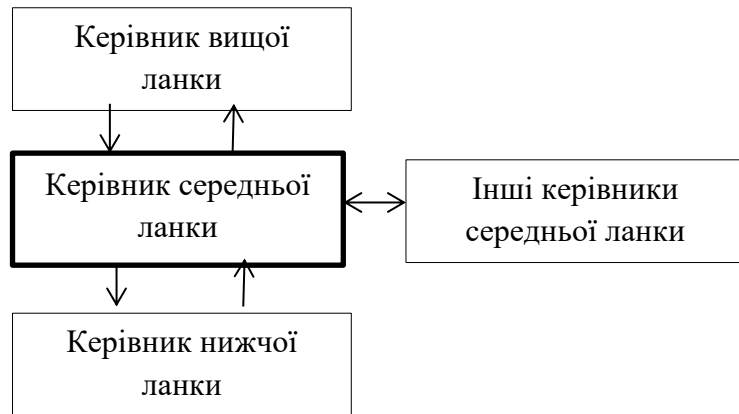 Керівник вищої
ланки
Керівник середньої
ланки
Інші керівники
середньої ланки
Керівник нижчої
ланки